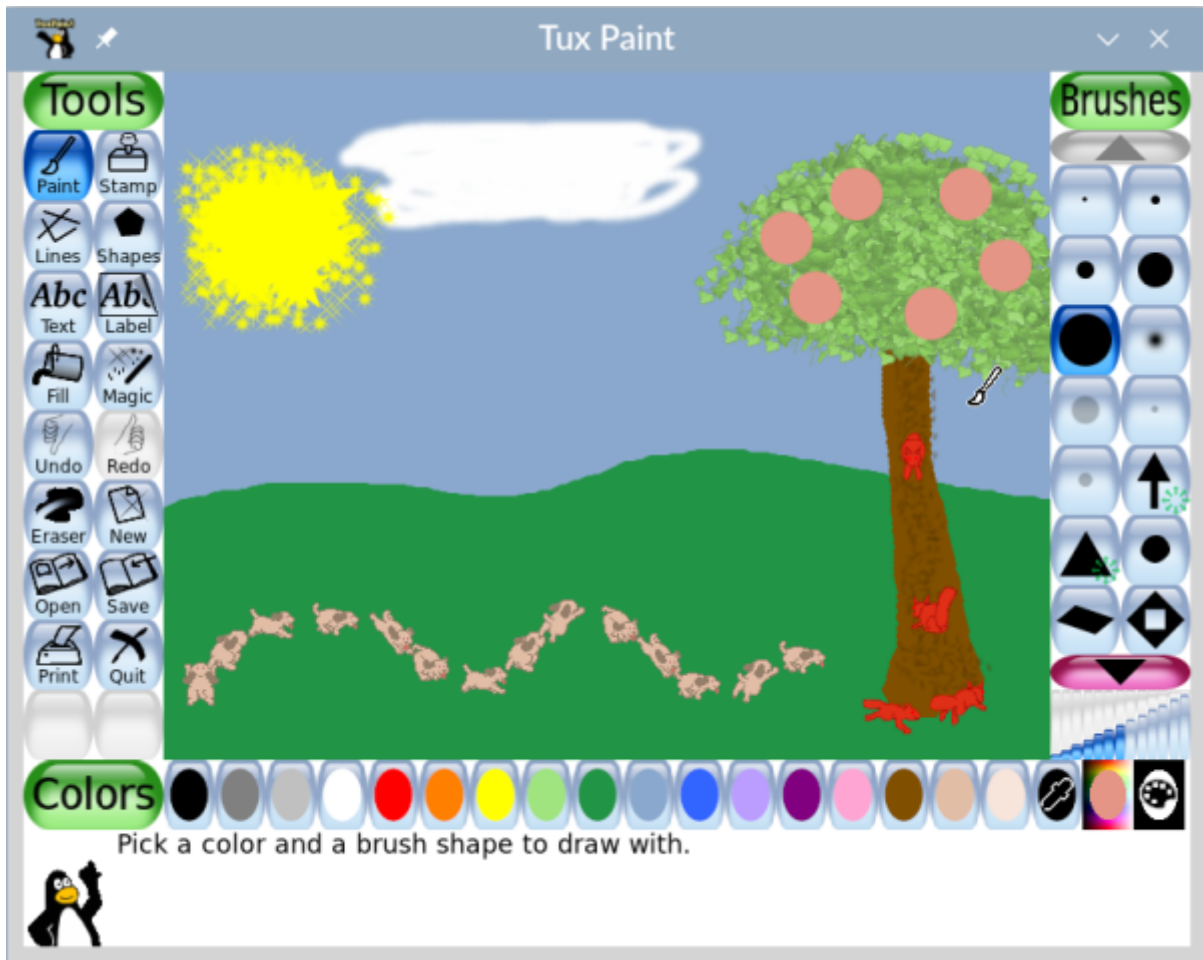 Tux Paint
Tools
Brushes
Paint
Stamp
Lines
Shapes
Abc
Abc
Text
Label
Fill
Magic
Undo
Redo
Eraser
New
Open
Save
Print
Quit
Colors
Pick a color and a brush shape to draw with.